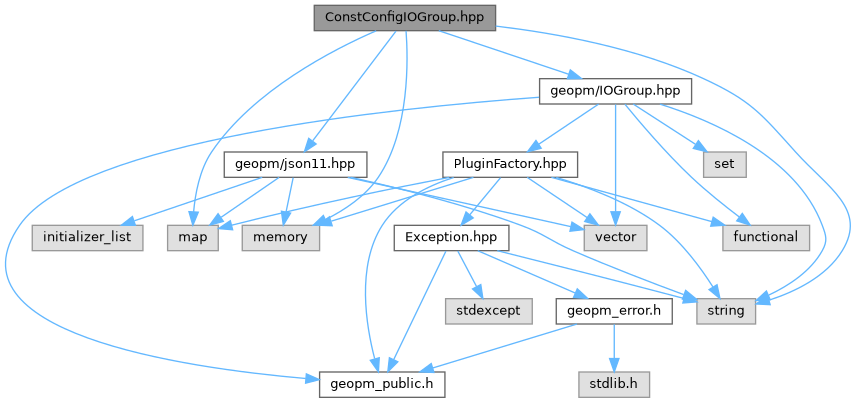 ConstConfigIOGroup.hpp
geopm/IOGroup.hpp
geopm/json11.hpp
PluginFactory.hpp
set
initializer_list
map
memory
Exception.hpp
vector
functional
stdexcept
geopm_error.h
string
geopm_public.h
stdlib.h